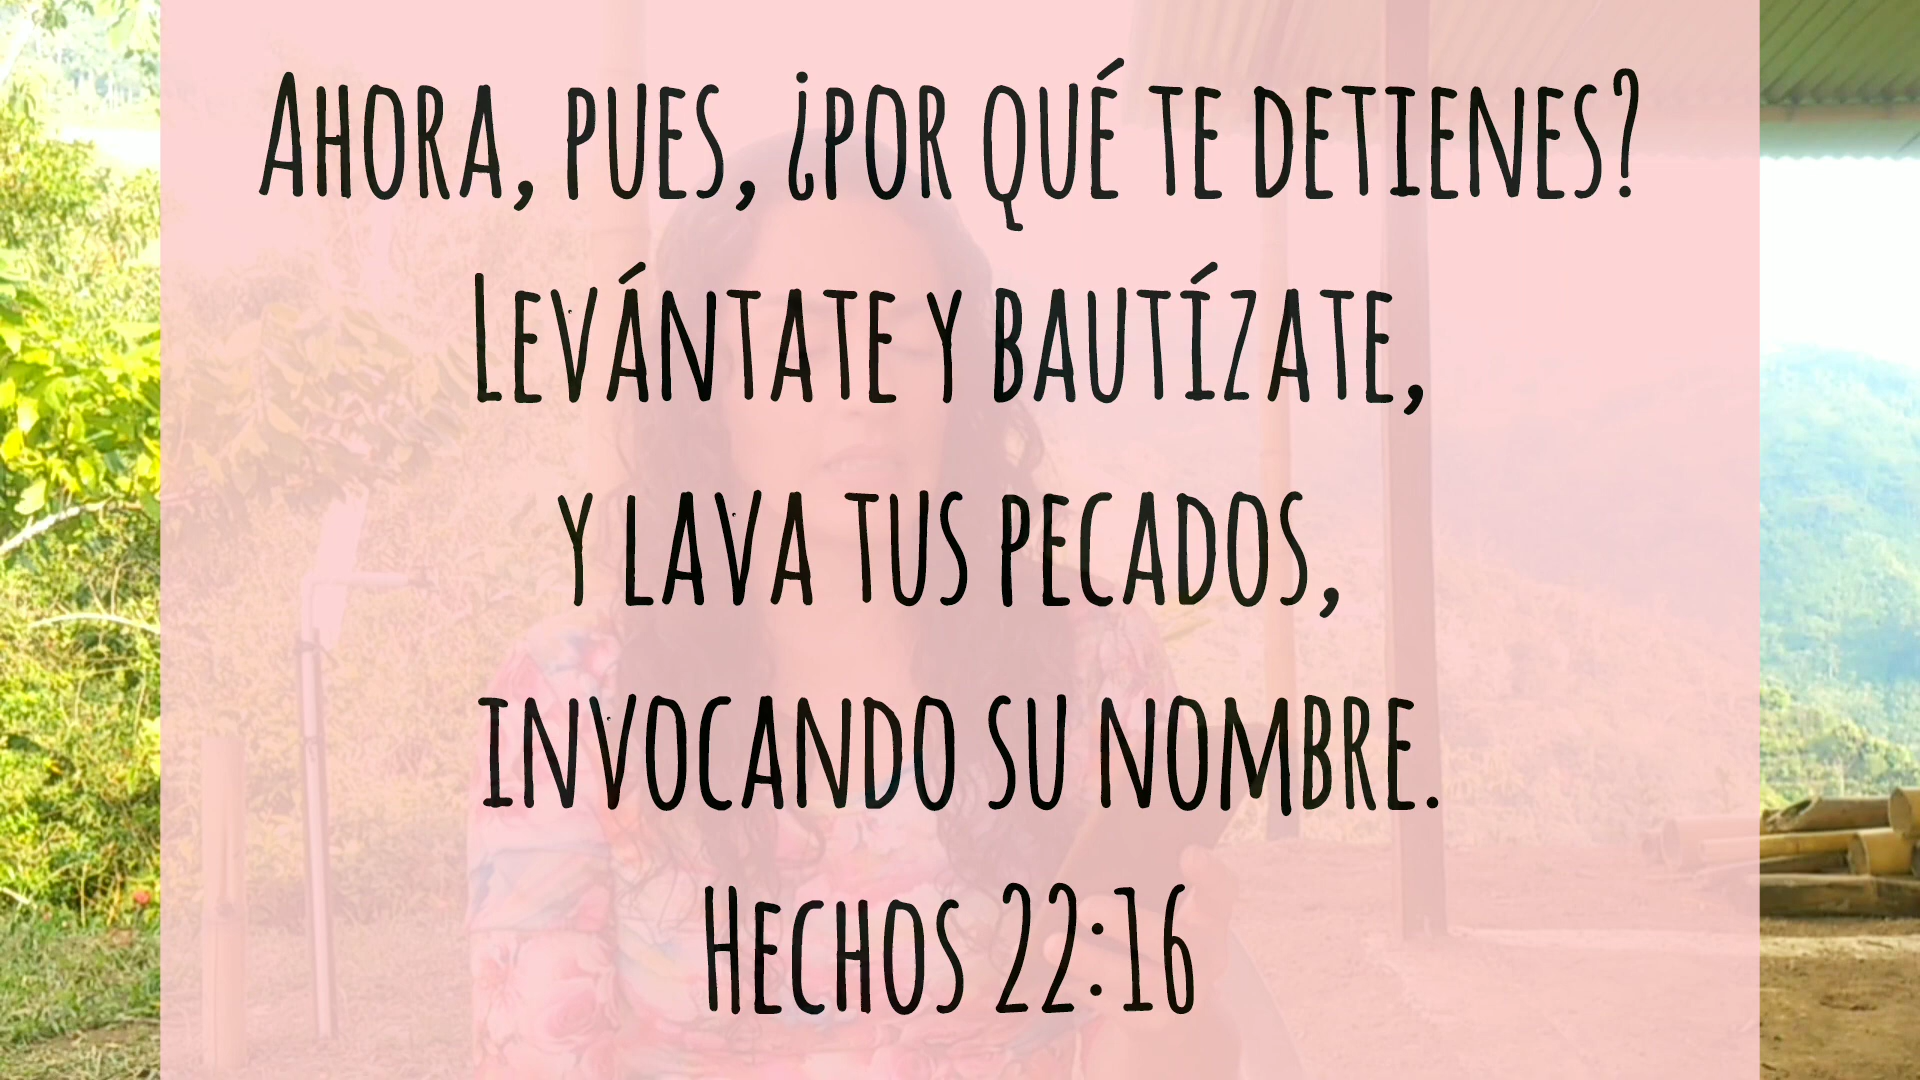 Ahora, pues, ¿por qué te detienes?
Levántate y bautízate,
y lava tus pecados,
invocando su nombre.
Hechos 22:16